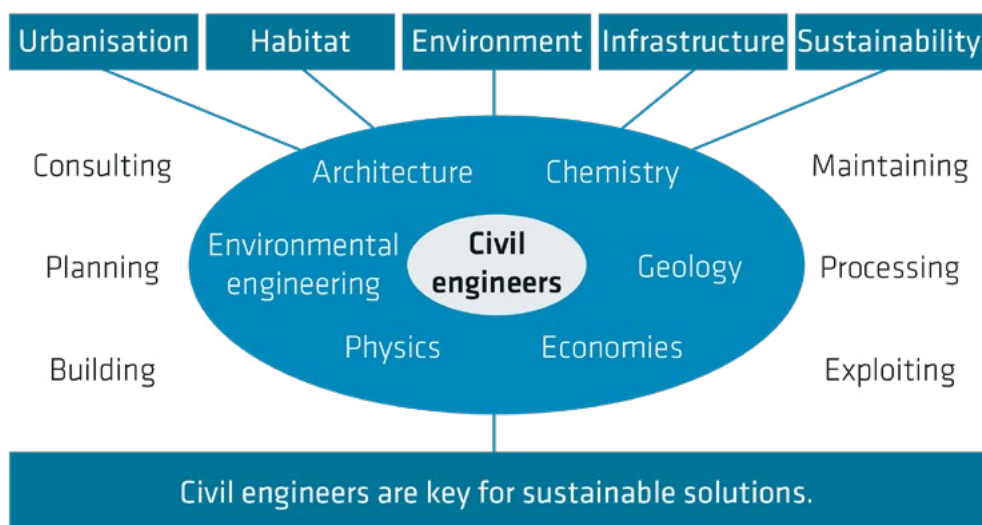 Urbanisation
Habitat
Environment
Infrastructure
Sustainability
Consulting
Architecture
Chemistry
Maintaining
Environmental
engineering
Civil
engineers
Planning
Geology
Processing
Physics
Economies
Building
Exploiting
Civil engineers are key for sustainable solutions.